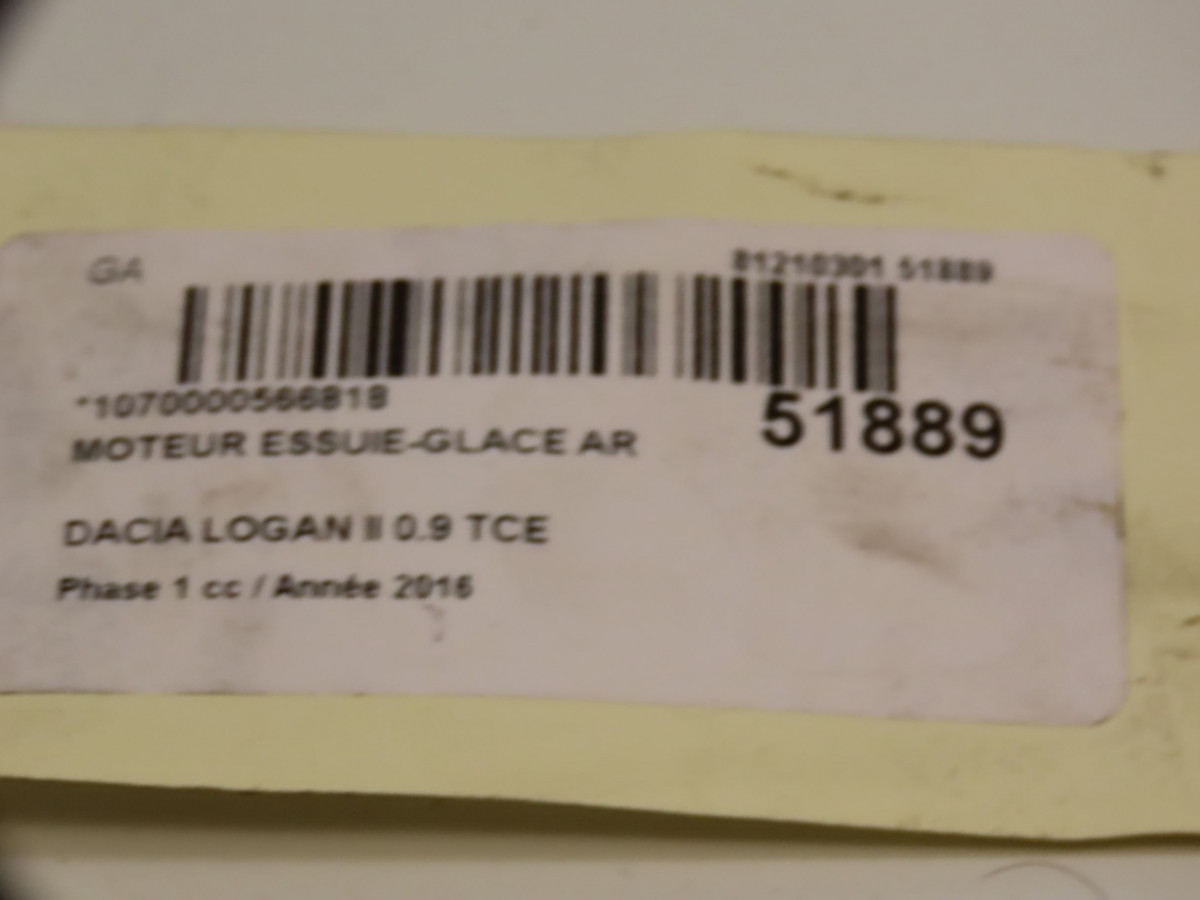 GA
81210301 51889
*1070000566818
51889
MOTEUR ESSUIE-GLACE AR
DACIA LOGAN II 0.9 TCE
Phase 1 cc / Année 2016